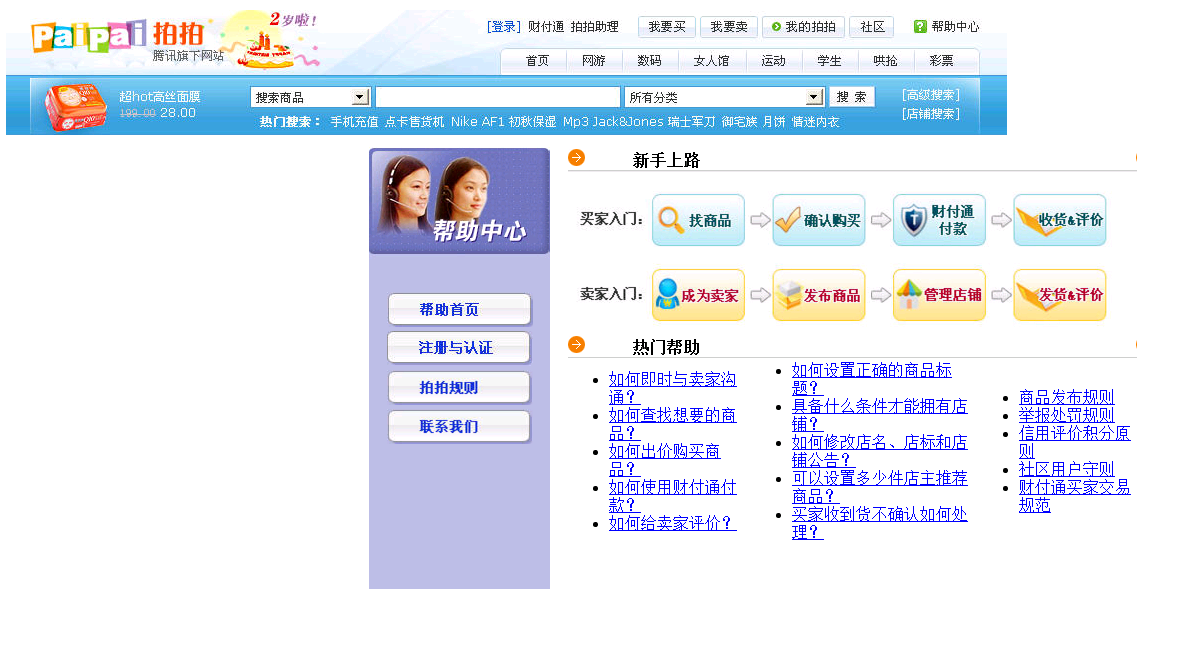 PaiPai 拍拍 2岁啦！
腾讯旗下网站
[登录] 财付通 拍拍助理 我要买 我要卖 我的拍拍 社区 ? 帮助中心
首页 网游 数码 女人馆 运动 学生 哄抢 彩票
超hot高丝面膜
199.00 28.00
搜索商品 所有分类 搜 索
[高级搜索]
[店铺搜索]
热门搜索： 手机充值 点卡售货机 Nike AF1 初秋保湿 Mp3 Jack&Jones 瑞士军刀 御宅族 月饼 情迷内衣
帮助中心
帮助首页
注册与认证
拍拍规则
联系我们
新手上路
买家入门： 找商品 确认购买 财付通
付款 收货&评价
卖家入门： 成为卖家 发布商品 管理店铺 发货&评价
热门帮助
如何即时与卖家沟
通？
如何查找想要的商
品？
如何出价购买商
品？
如何使用财付通付
款？
如何给卖家评价？
如何设置正确的商品标
题？
具备什么条件才能拥有店
铺？
如何修改店名、店标和店
铺公告？
可以设置多少件店主推荐
商品？
买家收到货不确认如何处
理？
商品发布规则
举报处罚规则
信用评价积分原
则
社区用户守则
财付通买家交易
规范